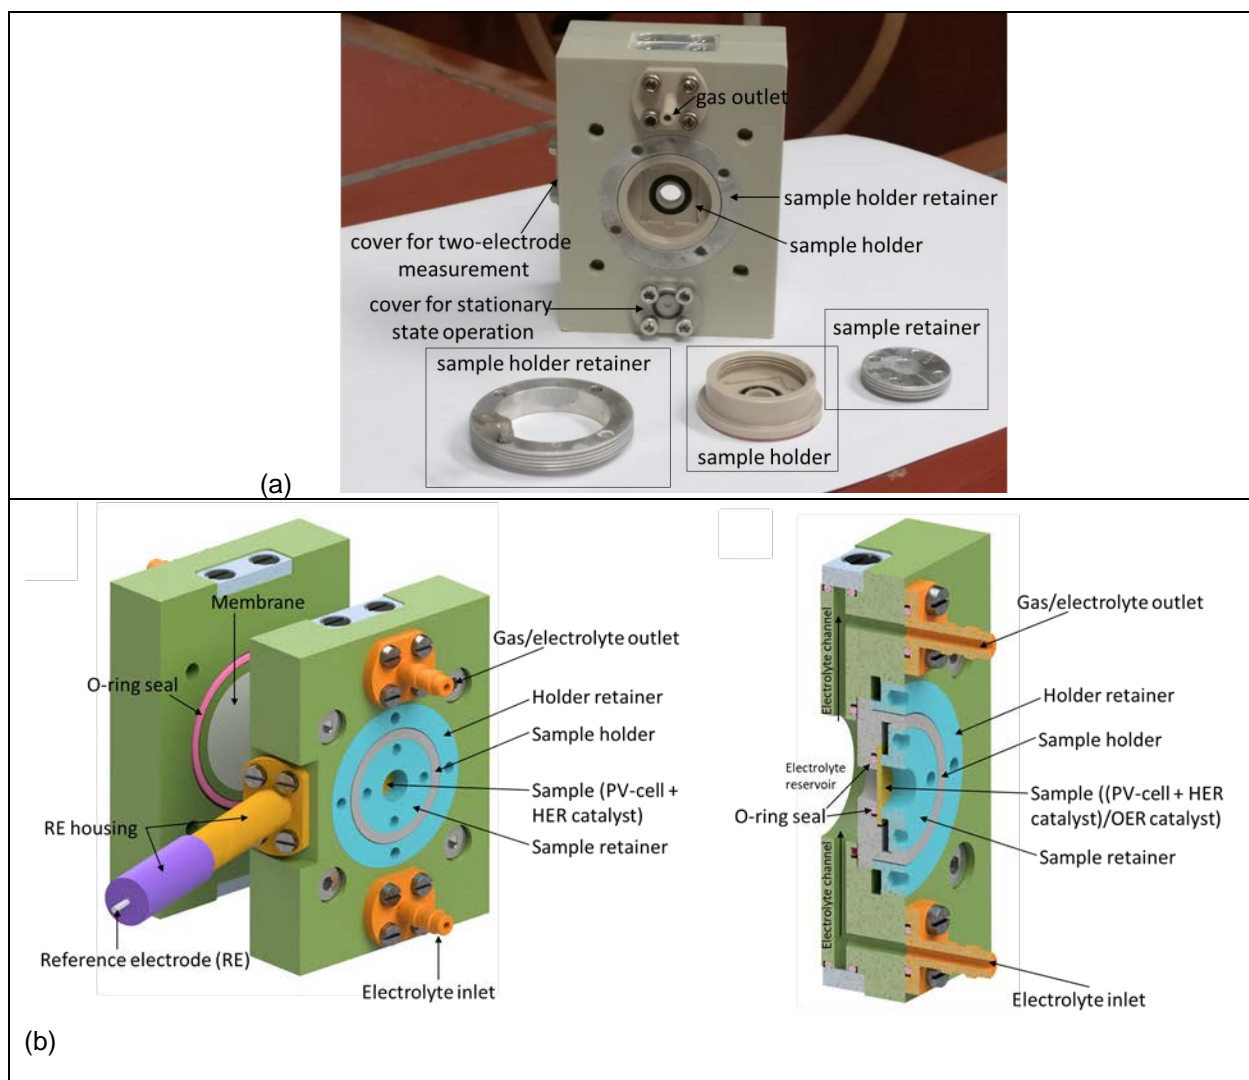 gas outlet
sample holder retainer
sample holder
cover for two-electrode
measurement
cover for stationary
state operation
sample holder retainer
sample retainer
sample holder
(a)
Membrane
O-ring seal
RE housing
Reference electrode (RE)
Gas/electrolyte outlet
Holder retainer
Sample holder
Sample (PV-cell +
HER catalyst)
Sample retainer
Electrolyte inlet
Electrolyte channel
Electrolyte
reservoir
O-ring seal
Electrolyte channel
Gas/electrolyte outlet
Holder retainer
Sample holder
Sample ((PV-cell + HER
catalyst)/OER catalyst)
Sample retainer
Electrolyte inlet
(b)